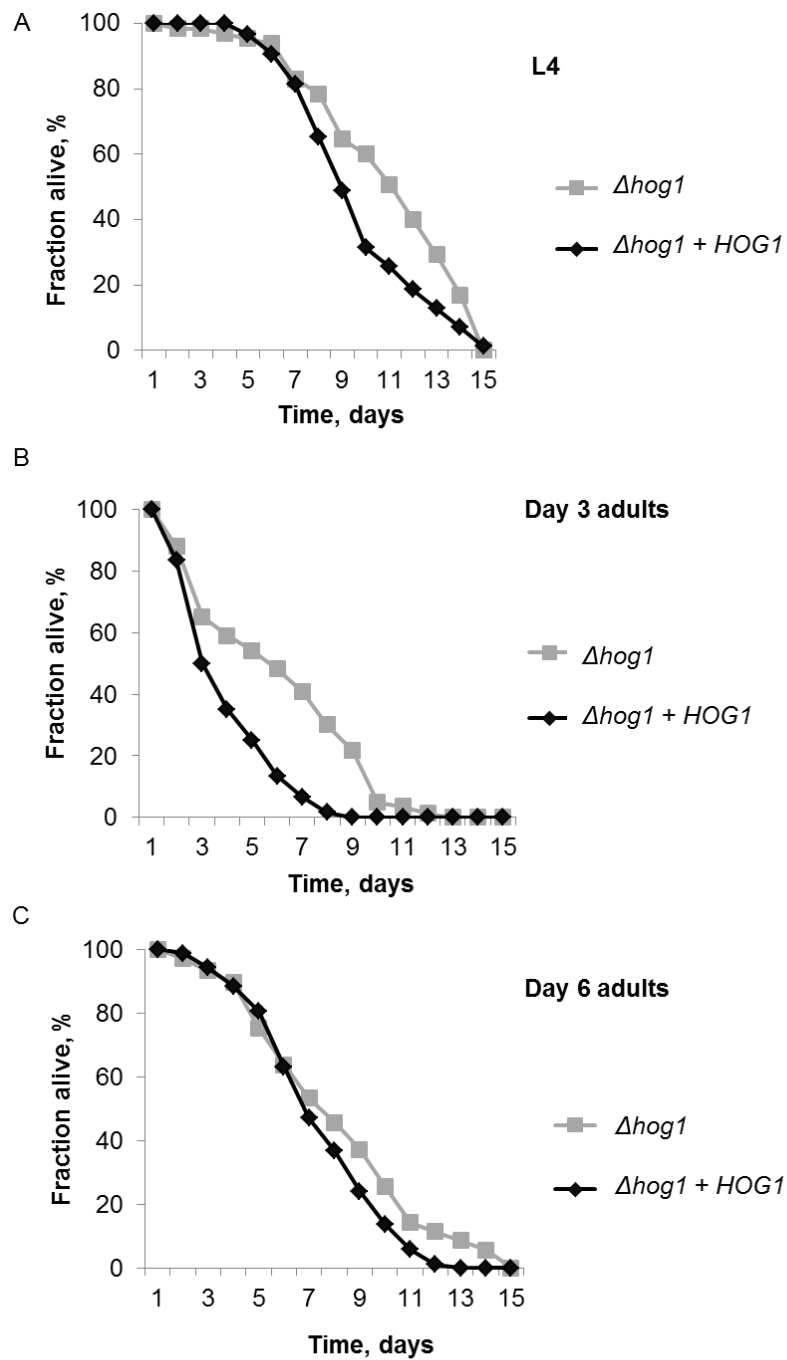 A
L4
Fraction alive, %
100
80
60
40
20
0
1 3 5 7 9 11 13 15
Time, days
Δhog1
Δhog1 + HOG1
B
Day 3 adults
Fraction alive, %
100
80
60
40
20
0
1 3 5 7 9 11 13 15
Time, days
Δhog1
Δhog1 + HOG1
C
Day 6 adults
Fraction alive, %
100
80
60
40
20
0
1 3 5 7 9 11 13 15
Time, days
Δhog1
Δhog1 + HOG1